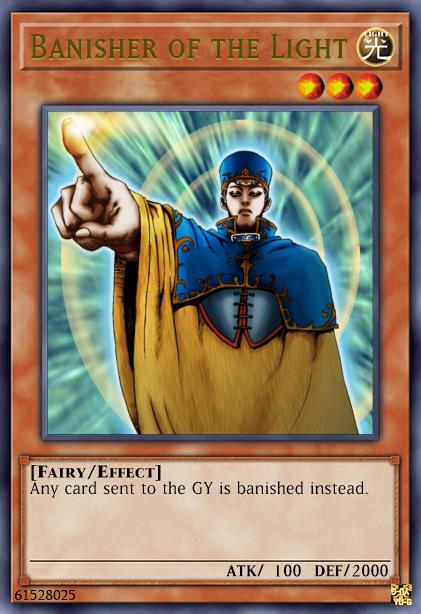 BANISHER OF THE LIGHT
LIGHT
光
[FAIRY/EFFECT]
Any card sent to the GY is banished instead.
ATK/ 100 DEF/2000
61528025